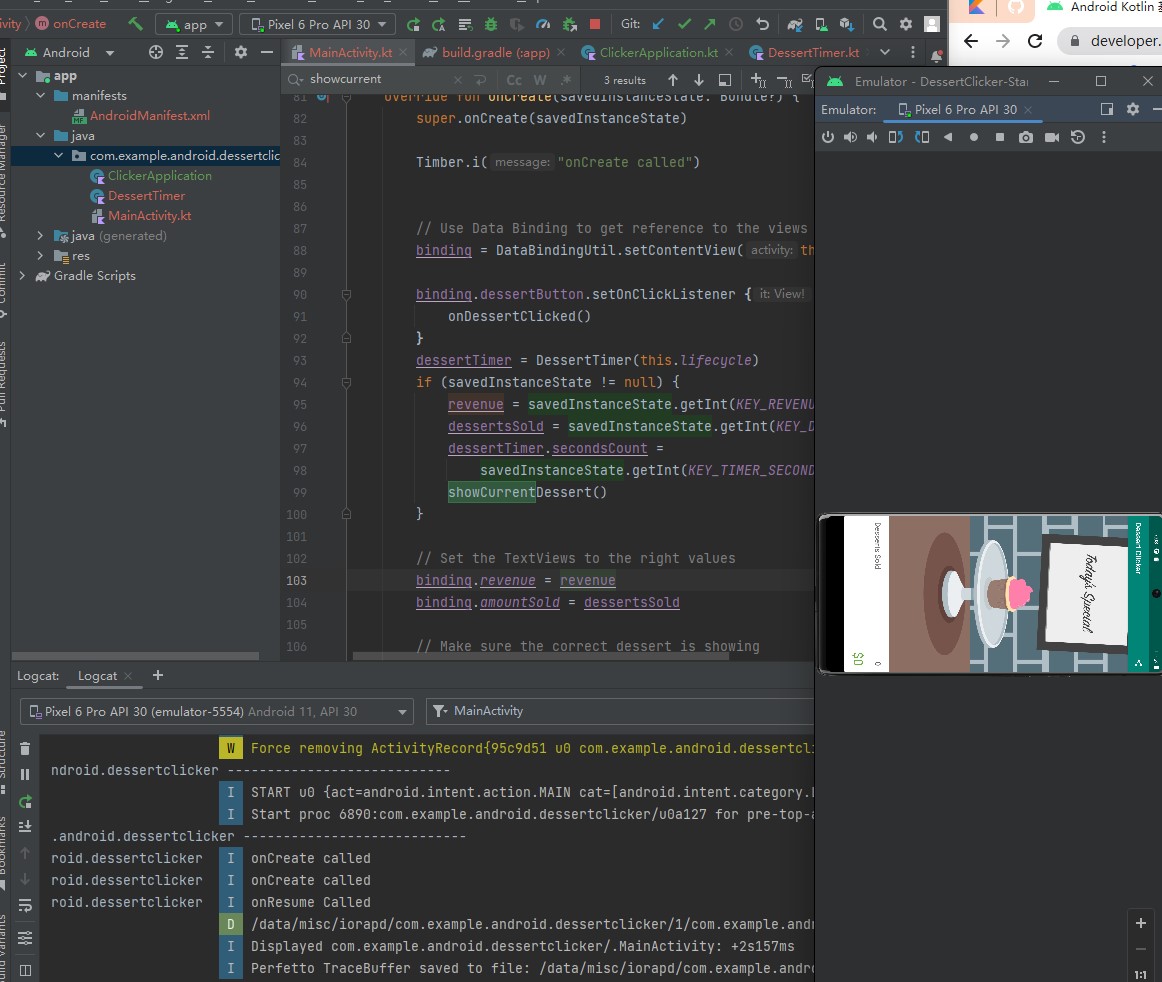 ivity
onCreate
app
Pixel 6 Pro API 30
Git:
Android Kotlin
developer.
Project
Android
MainActivity.kt
build.gradle (app)
ClickerApplication.kt
DessertTimer.kt
app
manifests
AndroidManifest.xml
java
com.example.android.dessertclic
ClickerApplication
DessertTimer
MainActivity.kt
java (generated)
res
Gradle Scripts
Resource Manager
Commit
Pull Requests
showcurrent
Cc W .*
3 results
81 override fun onCreate(savedInstanceState: Bundle?) {
82 super.onCreate(savedInstanceState)
83
84 Timber.i( message: "onCreate called")
85
86
87 // Use Data Binding to get reference to the views
88 binding = DataBindingUtil.setContentView( activity: th
89
90 binding.dessertButton.setOnClickListener { it: View!
91 onDessertClicked()
92 }
93 dessertTimer = DessertTimer(this.lifecycle)
94 if (savedInstanceState != null) {
95 revenue = savedInstanceState.getInt(KEY_REVENU
96 dessertsSold = savedInstanceState.getInt(KEY_D
97 dessertTimer.secondsCount =
98 savedInstanceState.getInt(KEY_TIMER_SECOND
99 showCurrentDessert()
100 }
101
102 // Set the TextViews to the right values
103 binding.revenue = revenue
104 binding.amountSold = dessertsSold
105
106 // Make sure the correct dessert is showing
Emulator - DessertClicker-Star
Emulator:
Pixel 6 Pro API 30
Dessert Clicker
Today's Special
Desserts Sold
0
$0
1:1
Logcat:
Logcat
Pixel 6 Pro API 30 (emulator-5554) Android 11, API 30
MainActivity
W Force removing ActivityRecord{95c9d51 u0 com.example.android.dessertcli
ndroid.dessertclicker ----------------------------
I START u0 {act=android.intent.action.MAIN cat=[android.intent.category.
I Start proc 6890:com.example.android.dessertclicker/u0a127 for pre-top-a
.android.dessertclicker ----------------------------
roid.dessertclicker I onCreate called
roid.dessertclicker I onCreate called
roid.dessertclicker I onResume Called
D /data/misc/iorapd/com.example.android.dessertclicker/1/com.example.andr
I Displayed com.example.android.dessertclicker/.MainActivity: +2s157ms
I Perfetto TraceBuffer saved to file: /data/misc/iorapd/com.example.andro
Structure
Bookmarks
Build Variants